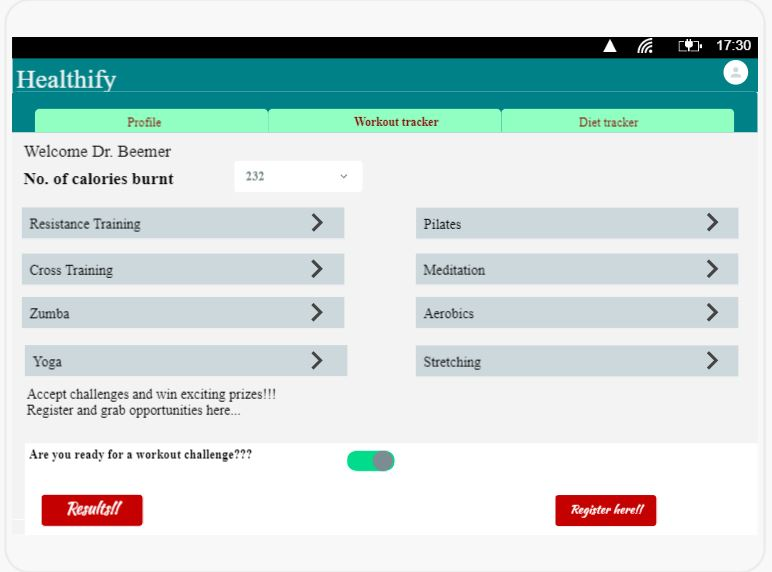 17:30
Healthify
Profile
Workout tracker
Diet tracker
Welcome Dr. Beemer
No. of calories burnt
232
Resistance Training
Pilates
Cross Training
Meditation
Zumba
Aerobics
Yoga
Stretching
Accept challenges and win exciting prizes!!!
Register and grab opportunities here...
Are you ready for a workout challenge???
Results!!
Register here!!